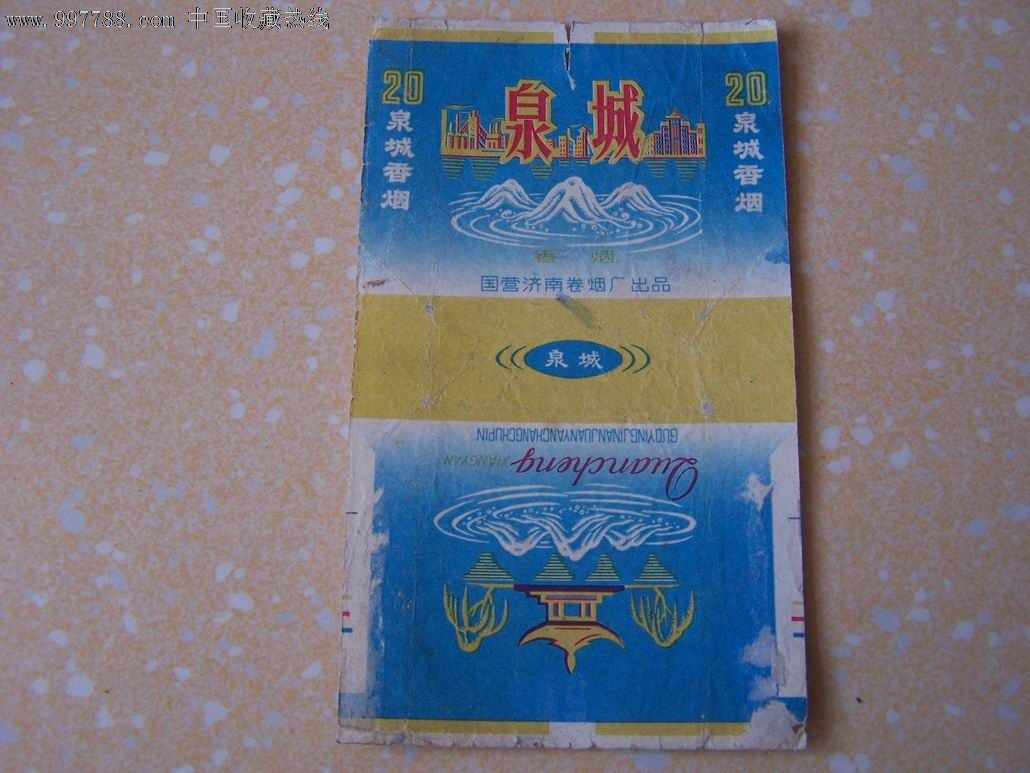 www.997788.com 中国收藏热线
20
泉城香烟
泉城
20
泉城香烟
香烟
国营济南卷烟厂出品
泉城
GUOYINGJINANJUANYANCHANGCHUPIN
Quancheng XIANGYAN